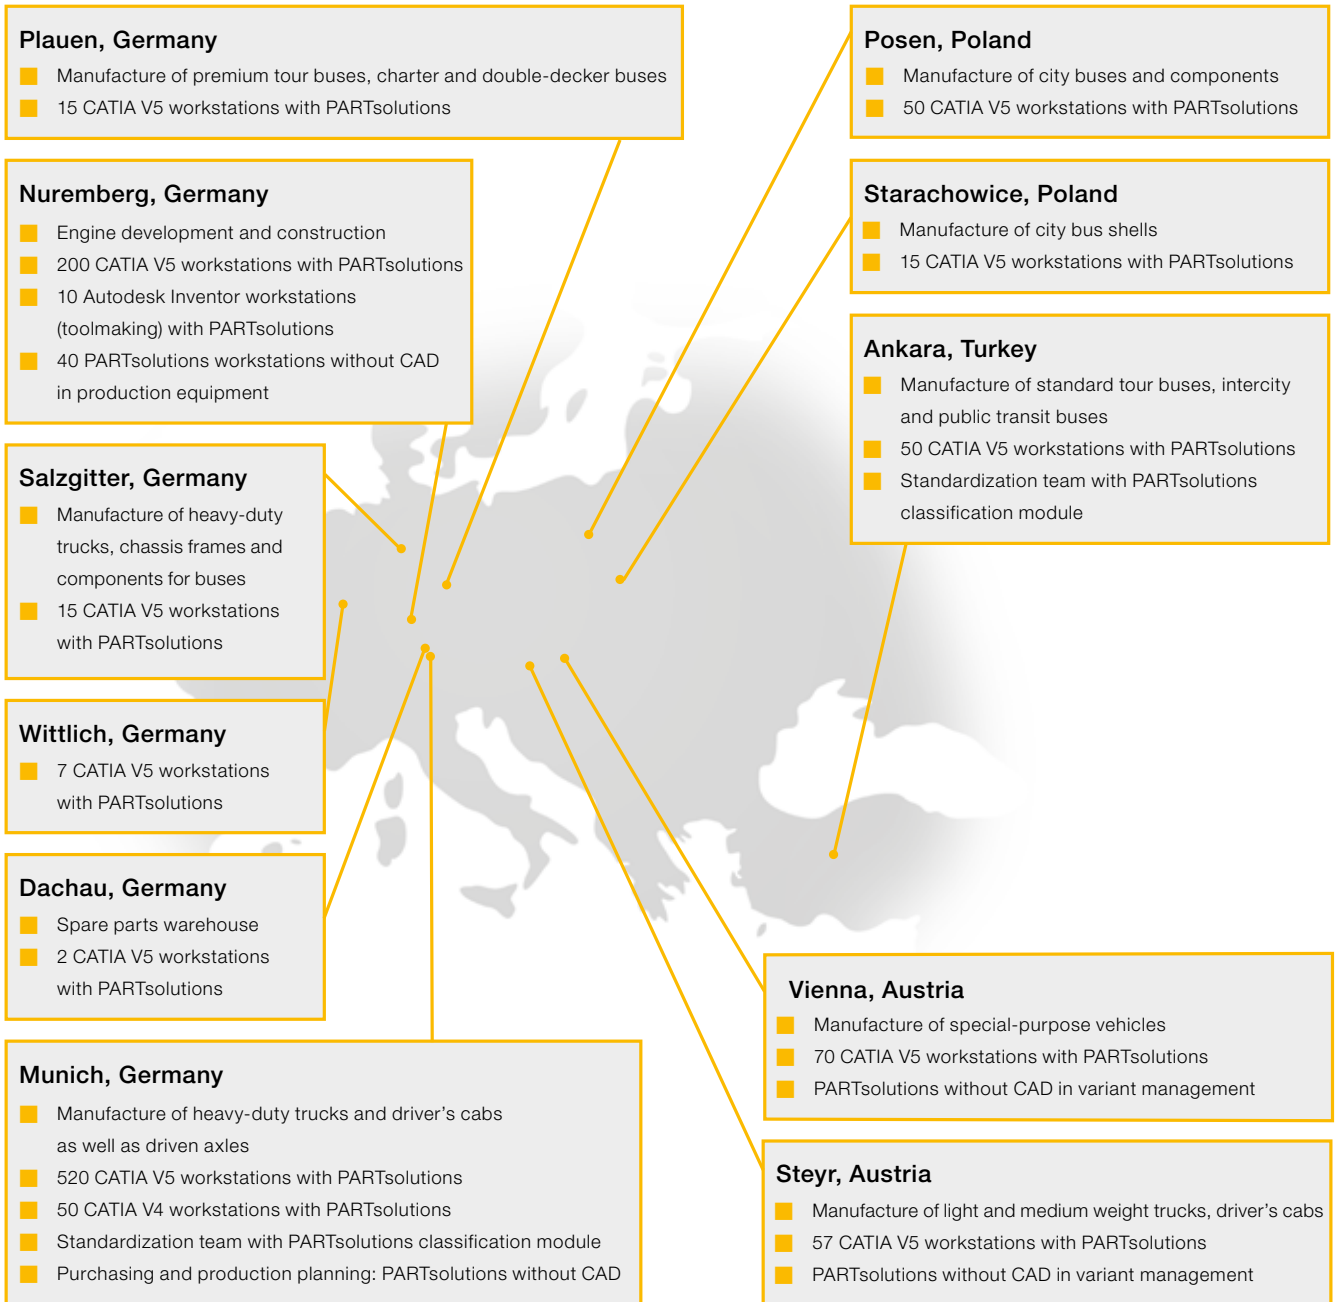 Plauen, Germany
Manufacture of premium tour buses, charter and double-decker buses
15 CATIA V5 workstations with PARTsolutions
Nuremberg, Germany
Engine development and construction
200 CATIA V5 workstations with PARTsolutions
10 Autodesk Inventor workstations
(toolmaking) with PARTsolutions
40 PARTsolutions workstations without CAD
in production equipment
Salzgitter, Germany
Manufacture of heavy-duty
trucks, chassis frames and
components for buses
15 CATIA V5 workstations
with PARTsolutions
Wittlich, Germany
7 CATIA V5 workstations
with PARTsolutions
Dachau, Germany
Spare parts warehouse
2 CATIA V5 workstations
with PARTsolutions
Munich, Germany
Manufacture of heavy-duty trucks and driver's cabs
as well as driven axles
520 CATIA V5 workstations with PARTsolutions
50 CATIA V4 workstations with PARTsolutions
Standardization team with PARTsolutions classification module
Purchasing and production planning: PARTsolutions without CAD
Posen, Poland
Manufacture of city buses and components
50 CATIA V5 workstations with PARTsolutions
Starachowice, Poland
Manufacture of city bus shells
15 CATIA V5 workstations with PARTsolutions
Ankara, Turkey
Manufacture of standard tour buses, intercity
and public transit buses
50 CATIA V5 workstations with PARTsolutions
Standardization team with PARTsolutions
classification module
Vienna, Austria
Manufacture of special-purpose vehicles
70 CATIA V5 workstations with PARTsolutions
PARTsolutions without CAD in variant management
Steyr, Austria
Manufacture of light and medium weight trucks, driver's cabs
57 CATIA V5 workstations with PARTsolutions
PARTsolutions without CAD in variant management